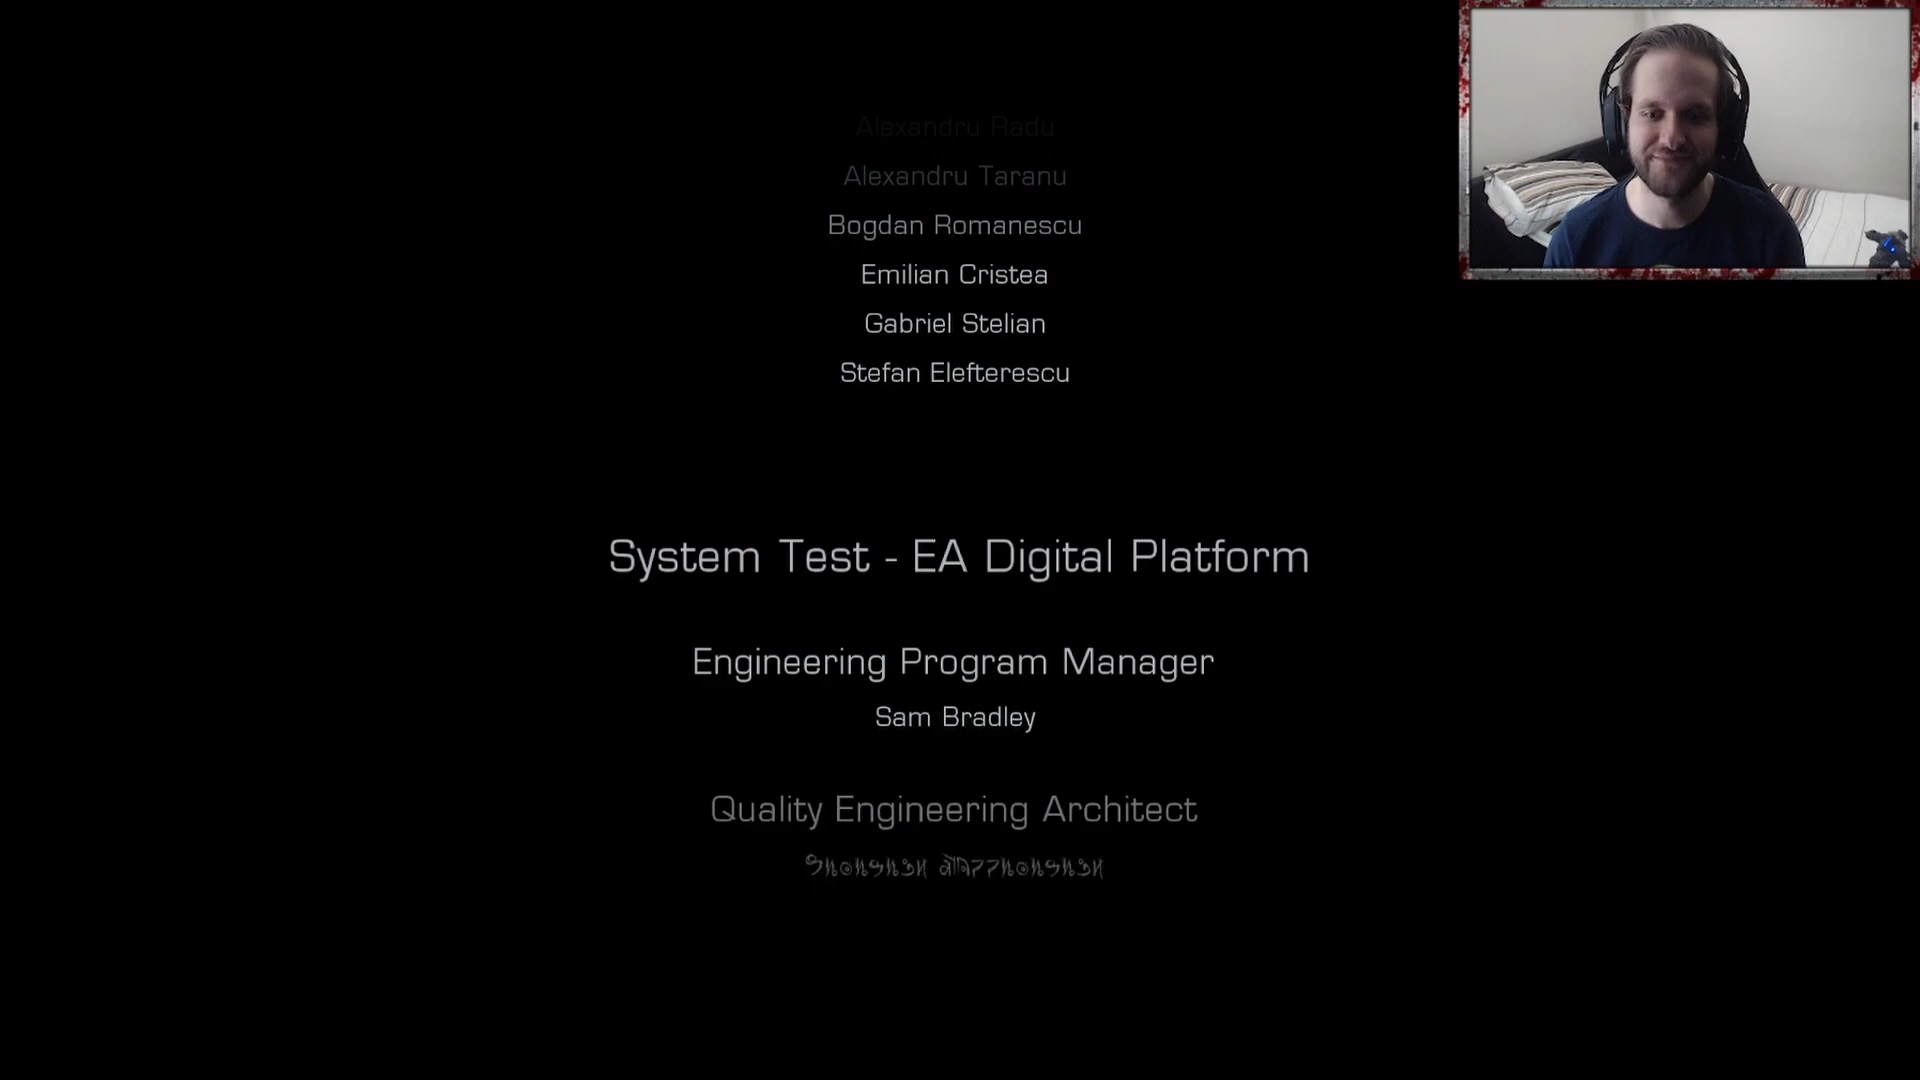 Alexandru Radu
Alexandru Taranu
Bogdan Romanescu
Emilian Cristea
Gabriel Stelian
Stefan Elefterescu
System Test - EA Digital Platform
Engineering Program Manager
Sam Bradley
Quality Engineering Architect